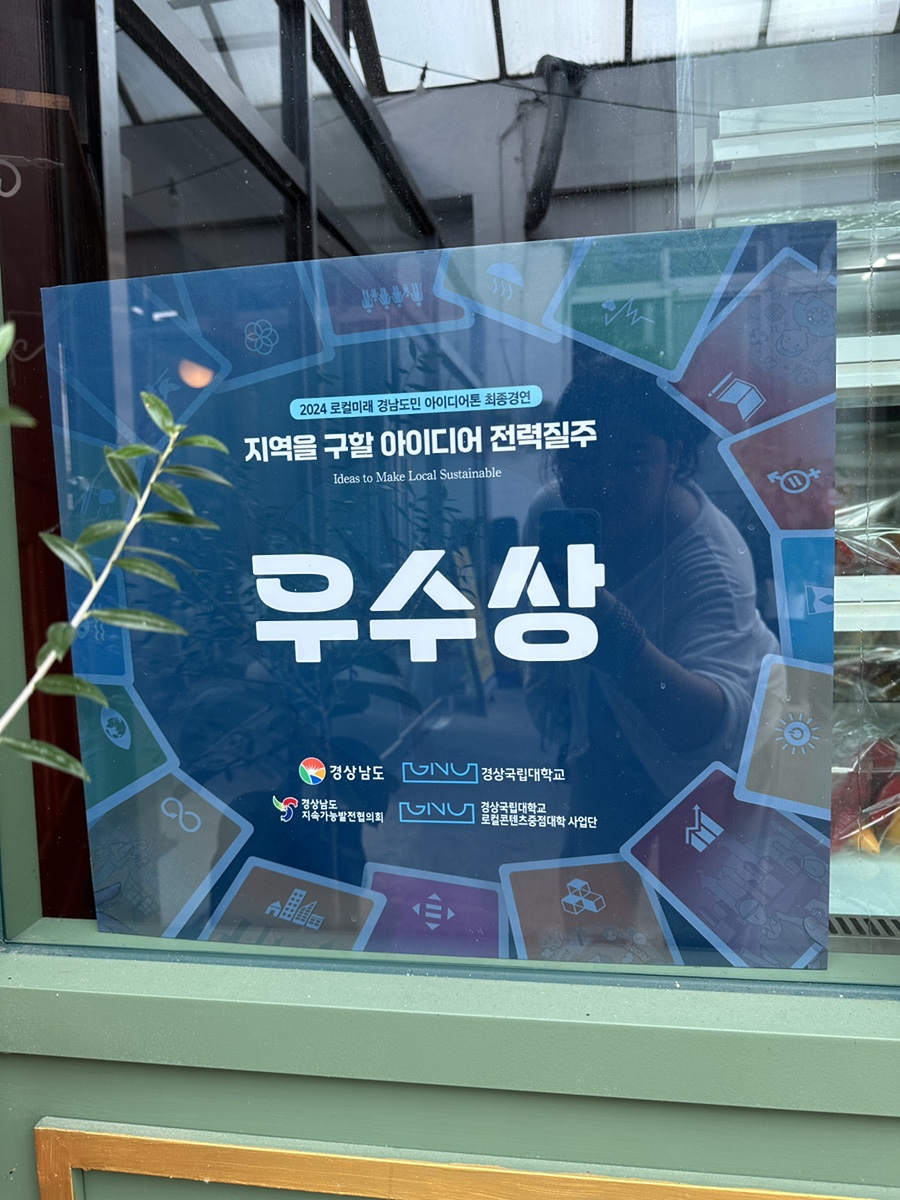 2024 로컬미래 경남도민 아이디어톤 최종경연
지역을 구할 아이디어 전력질주
Ideas to Make Local Sustainable
우수상
경상남도 GNU 경상국립대학교
경상남도
지속가능발전협의회
GNU 경상국립대학교
로컬콘텐츠중점대학 사업단